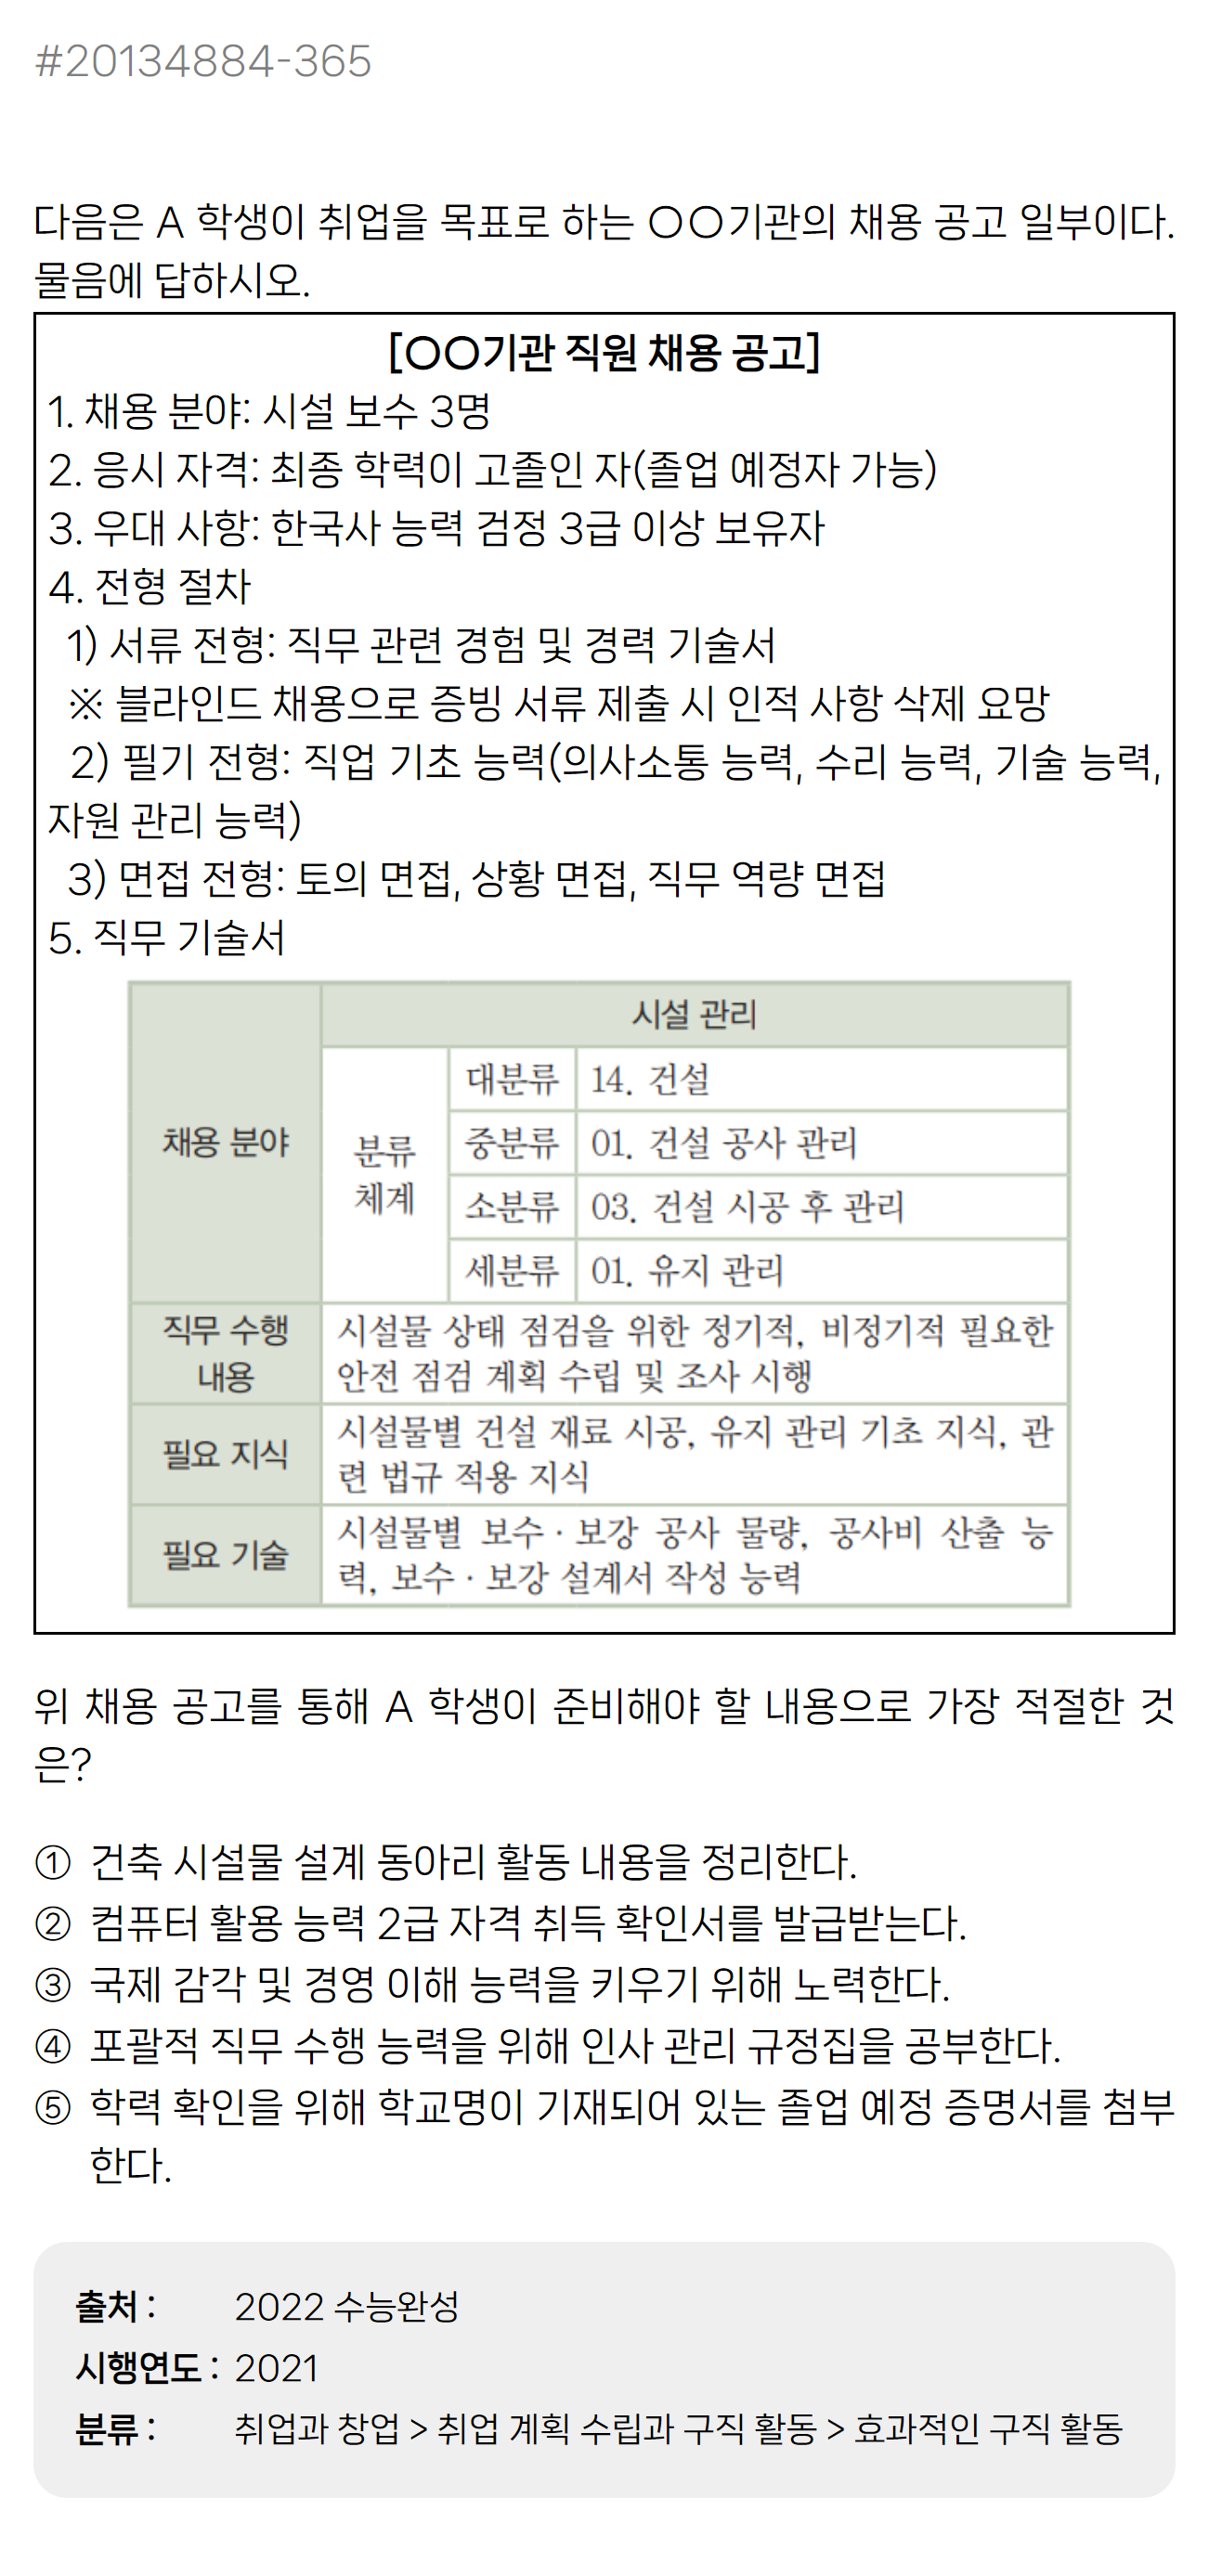 #20134884-365
다음은 A 학생이 취업을 목표로 하는 ○○기관의 채용 공고 일부이다.
물음에 답하시오.
[○○기관 직원 채용 공고]
1. 채용 분야: 시설 보수 3명
2. 응시 자격: 최종 학력이 고졸인 자(졸업 예정자 가능)
3. 우대 사항: 한국사 능력 검정 3급 이상 보유자
4. 전형 절차
1) 서류 전형: 직무 관련 경험 및 경력 기술서
※ 블라인드 채용으로 증빙 서류 제출 시 인적 사항 삭제 요망
2) 필기 전형: 직업 기초 능력(의사소통 능력, 수리 능력, 기술 능력,
자원 관리 능력)
3) 면접 전형: 토의 면접, 상황 면접, 직무 역량 면접
5. 직무 기술서
채용 분야
시설 관리
분류
체계
대분류 14. 건설
중분류 01. 건설 공사 관리
소분류 03. 건설 시공 후 관리
세분류 01. 유지 관리
직무 수행
내용
시설물 상태 점검을 위한 정기적, 비정기적 필요한
안전 점검 계획 수립 및 조사 시행
필요 지식
시설물별 건설 재료 시공, 유지 관리 기초 지식, 관
련 법규 적용 지식
필요 기술
시설물별 보수·보강 공사 물량, 공사비 산출 능
력, 보수·보강 설계서 작성 능력
위 채용 공고를 통해 A 학생이 준비해야 할 내용으로 가장 적절한 것
은?
① 건축 시설물 설계 동아리 활동 내용을 정리한다.
② 컴퓨터 활용 능력 2급 자격 취득 확인서를 발급받는다.
③ 국제 감각 및 경영 이해 능력을 키우기 위해 노력한다.
④ 포괄적 직무 수행 능력을 위해 인사 관리 규정집을 공부한다.
⑤ 학력 확인을 위해 학교명이 기재되어 있는 졸업 예정 증명서를 첨부
한다.
출처 : 2022 수능완성
시행연도 : 2021
분류 : 취업과 창업 > 취업 계획 수립과 구직 활동 > 효과적인 구직 활동